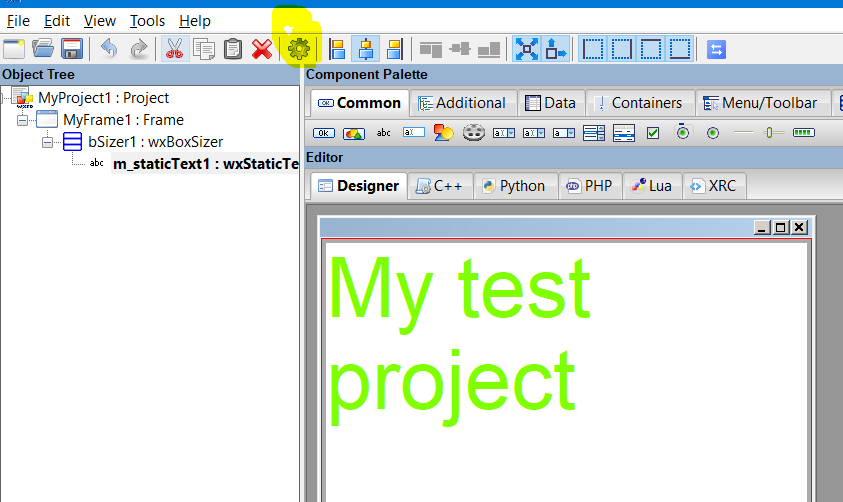 File Edit View Tools Help
Object Tree
MyProject1 : Project
MyFrame1 : Frame
bSizer1 : wxBoxSizer
abc m_staticText1 : wxStaticTe
Component Palette
OK Common Additional Data Containers Menu/Toolbar
OK abc
Editor
Designer C++ Python PHP Lua XRC
My test
project